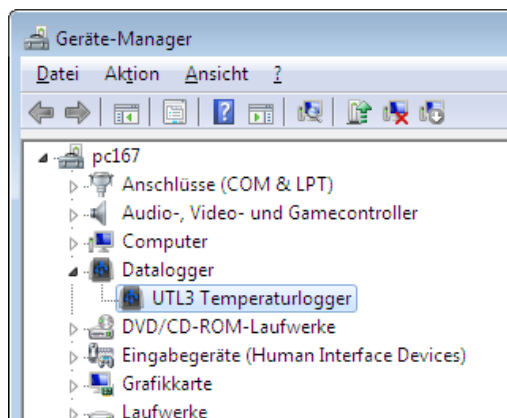 Geräte-Manager
Datei Aktion Ansicht ?
pc167
Anschlüsse (COM & LPT)
Audio-, Video- und Gamecontroller
Computer
Datalogger
UTL3 Temperaturlogger
DVD/CD-ROM-Laufwerke
Eingabegeräte (Human Interface Devices)
Grafikkarte
Laufwerke